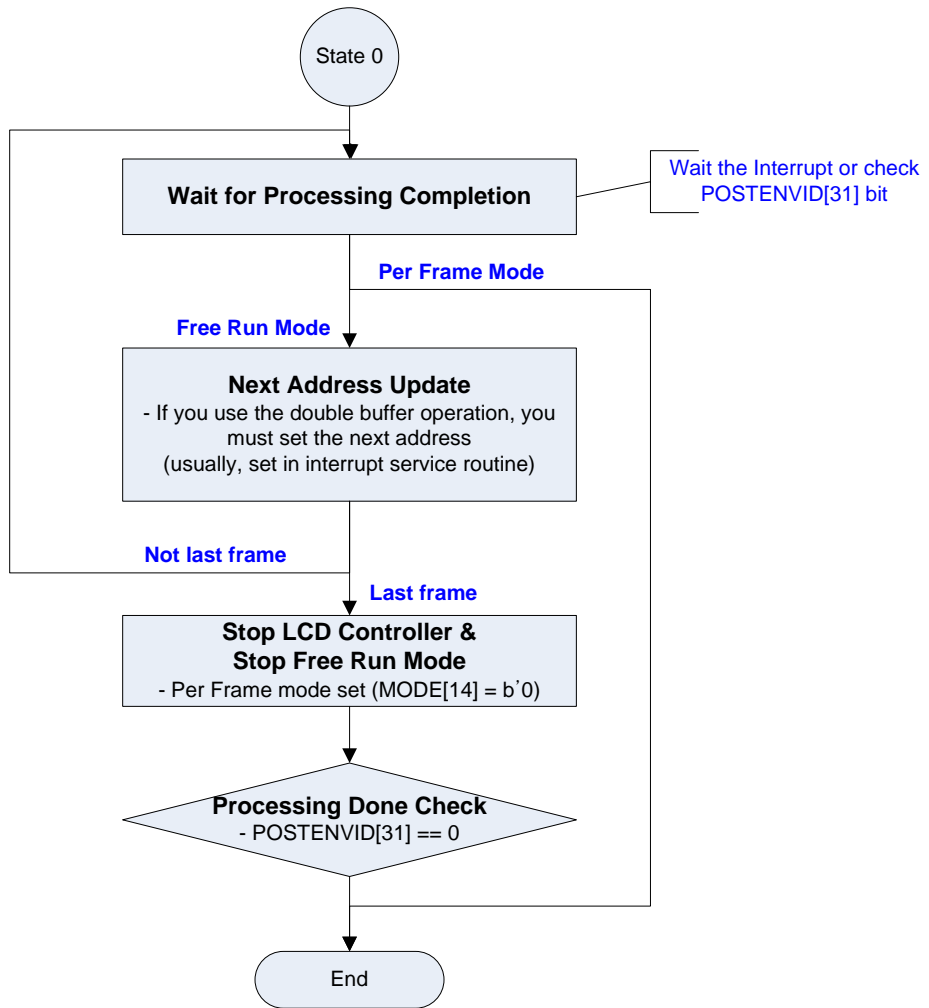 State 0
Wait for Processing Completion
Wait the Interrupt or check
POSTENVID[31] bit
Per Frame Mode
Free Run Mode
Next Address Update
- If you use the double buffer operation, you
must set the next address
(usually, set in interrupt service routine)
Not last frame
Last frame
Stop LCD Controller &
Stop Free Run Mode
- Per Frame mode set (MODE[14] = b’0)
Processing Done Check
- POSTENVID[31] == 0
End